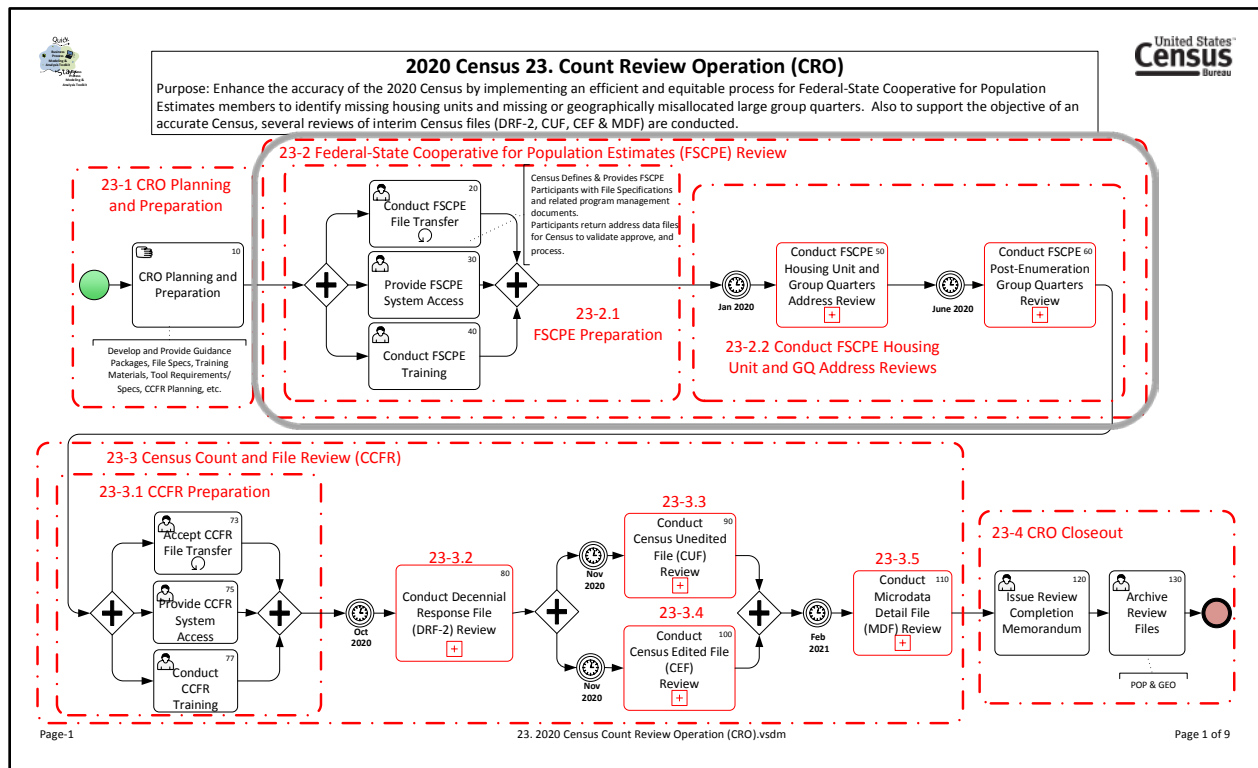 Quick
Business
Process
Modeling &
Analysis Toolkit
Start
Process
Modeling &
Analysis Toolkit
United States™
Census
Bureau
2020 Census 23. Count Review Operation (CRO)
Purpose: Enhance the accuracy of the 2020 Census by implementing an efficient and equitable process for Federal-State Cooperative for Population
Estimates members to identify missing housing units and missing or geographically misallocated large group quarters. Also to support the objective of an
accurate Census, several reviews of interim Census files (DRF-2, CUF, CEF & MDF) are conducted.
23-2 Federal-State Cooperative for Population Estimates (FSCPE) Review
23-1 CRO Planning
and Preparation
10
CRO Planning and
Preparation
Develop and Provide Guidance
Packages, File Specs, Training
Materials, Tool Requirements/
Specs, CCFR Planning, etc.
20
Conduct FSCPE
File Transfer
30
Provide FSCPE
System Access
40
Conduct FSCPE
Training
Census Defines & Provides FSCPE
Participants with File Specifications
and related program management
documents.
Participants return address data files
for Census to validate approve, and
process.
23-2.1
FSCPE Preparation
Jan 2020
50
Conduct FSCPE
Housing Unit and
Group Quarters
Address Review
June 2020
60
Conduct FSCPE
Post-Enumeration
Group Quarters
Review
23-2.2 Conduct FSCPE Housing
Unit and GQ Address Reviews
23-3 Census Count and File Review (CCFR)
23-3.1 CCFR Preparation
73
Accept CCFR
File Transfer
75
Provide CCFR
System
Access
77
Conduct
CCFR
Training
Oct
2020
23-3.2
80
Conduct Decennial
Response File
(DRF-2) Review
Nov
2020
23-3.3
90
Conduct
Census Unedited
File (CUF)
Review
Nov
2020
23-3.4
100
Conduct
Census Edited File
(CEF)
Review
Feb
2021
23-3.5
110
Conduct
Microdata
Detail File
(MDF) Review
23-4 CRO Closeout
120
Issue Review
Completion
Memorandum
130
Archive
Review
Files
POP & GEO
Page-1
23. 2020 Census Count Review Operation (CRO).vsdm
Page 1 of 9